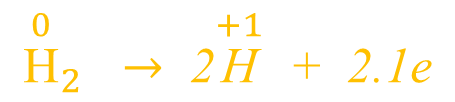 0 +1
H₂ → 2H + 2.1e